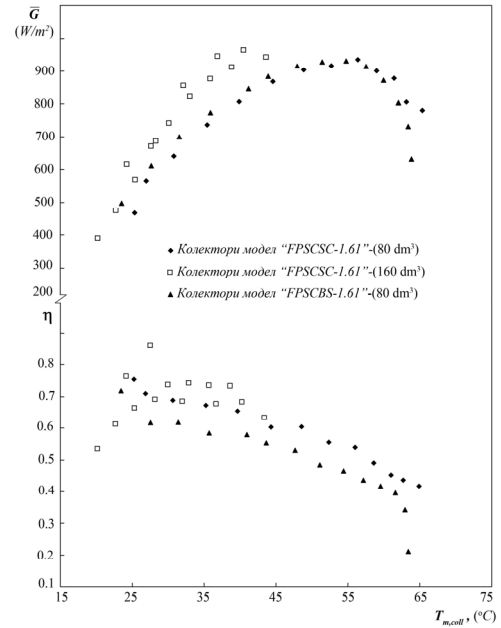 G̅
(W/m²)
900
800
700
600
500
400
300
200
◆ Колектори модел “FPSCSC-1.61”-(80 dm³)
□ Колектори модел “FPSCSC-1.61”-(160 dm³)
▲ Колектори модел “FPSCBS-1.61”-(80 dm³)
η
0.8
0.7
0.6
0.5
0.4
0.3
0.2
0.1
15 25 35 45 55 65 75
T m,coll , (°C)